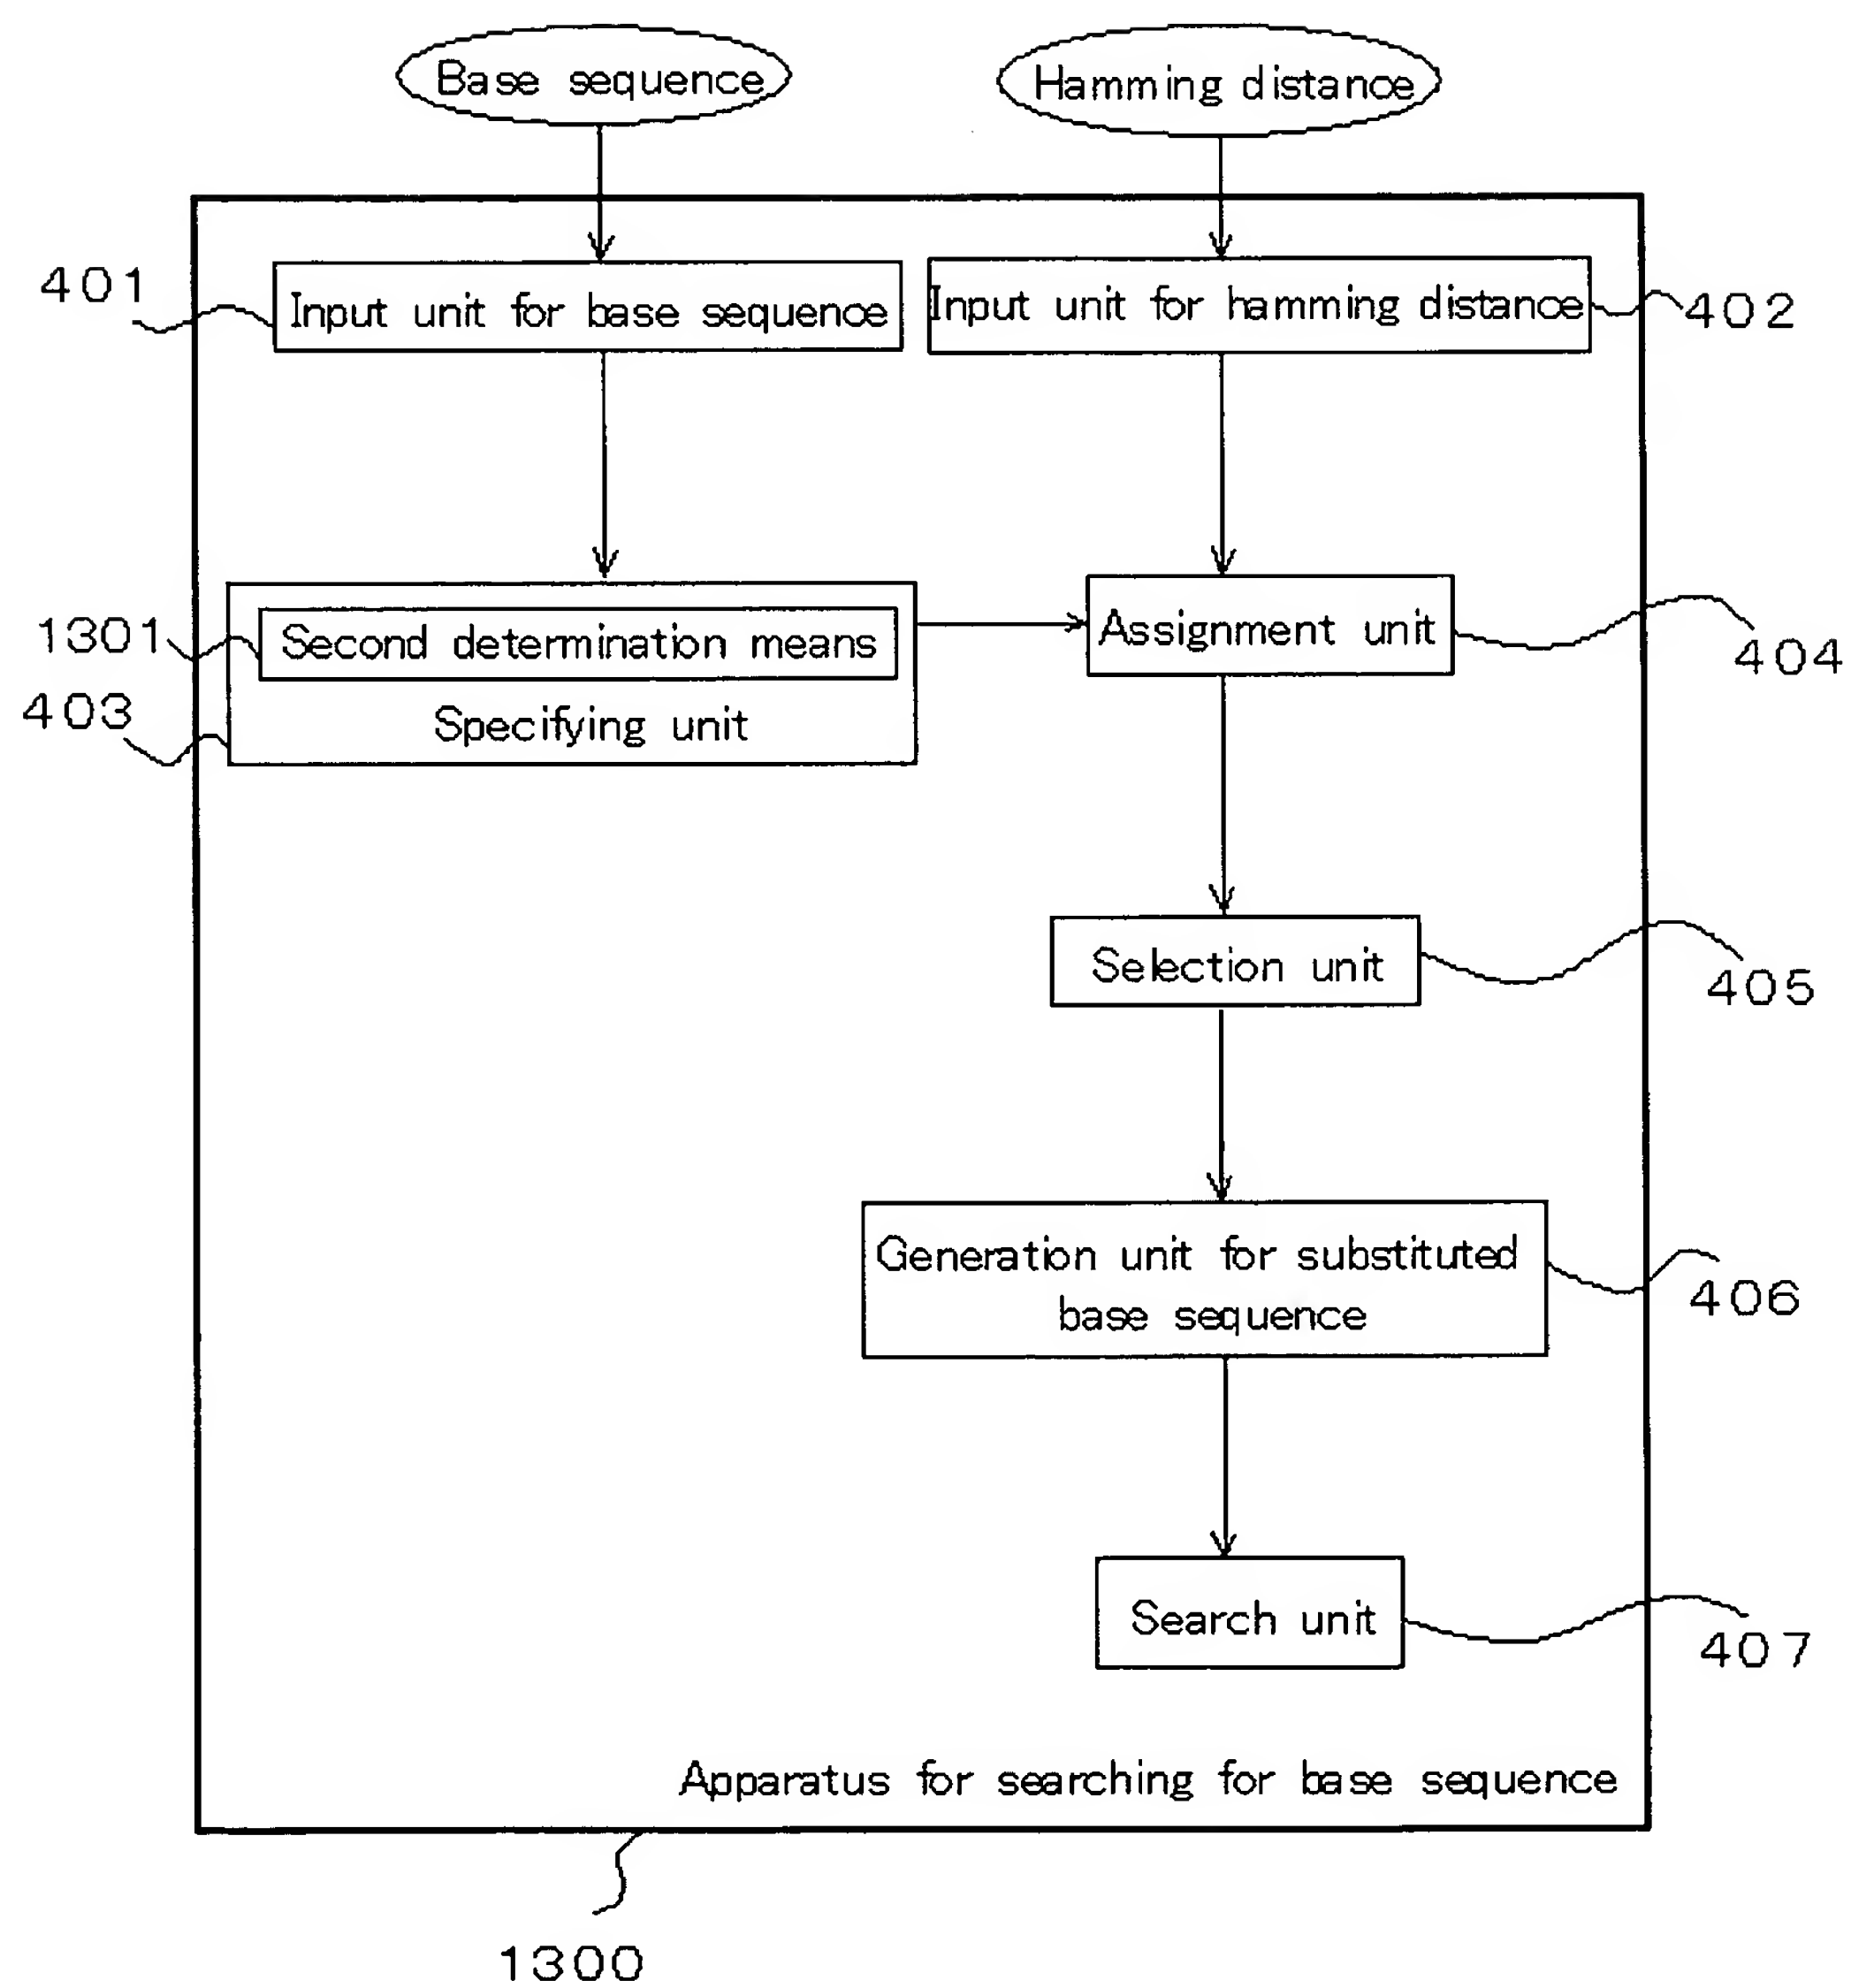 Base sequence
Hamming distance
401
Input unit for base sequence
Input unit for hamming distance
402
1301
Second determination means
Assignment unit
404
403
Specifying unit
Selection unit
405
Generation unit for substituted
base sequence
406
Search unit
407
Apparatus for searching for base sequence
1300